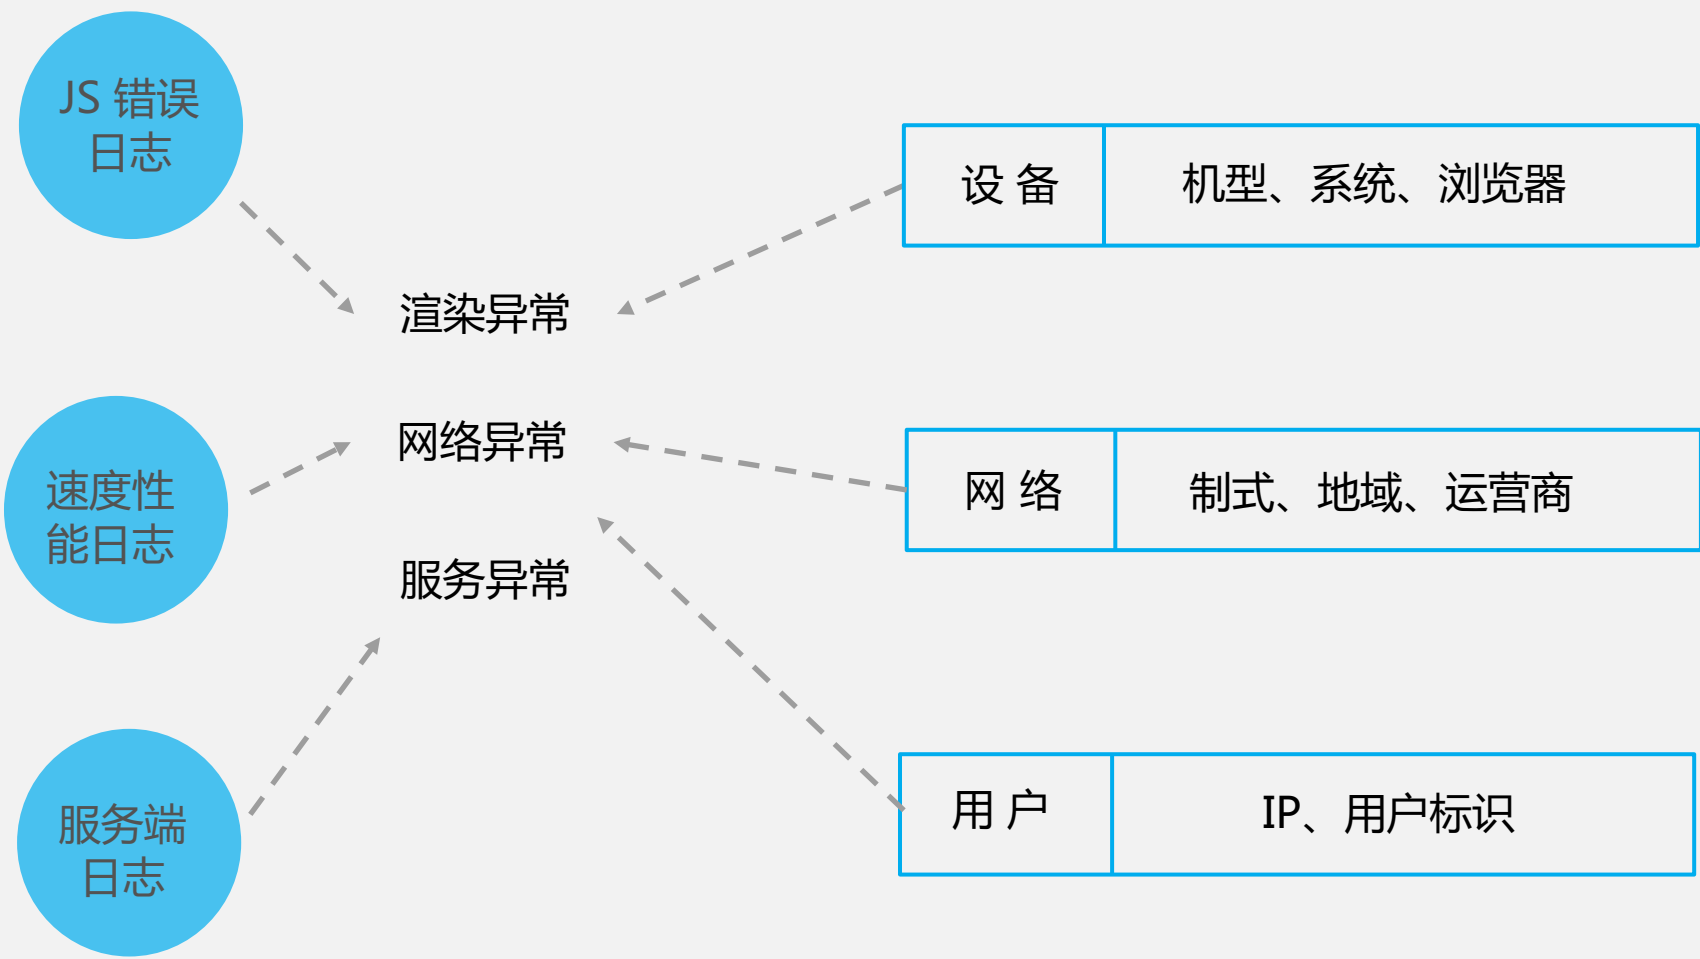 JS 错误
日志
速度性
能日志
服务端
日志
渲染异常
网络异常
服务异常
设 备
机型、系统、浏览器
网 络
制式、地域、运营商
用 户
IP、用户标识